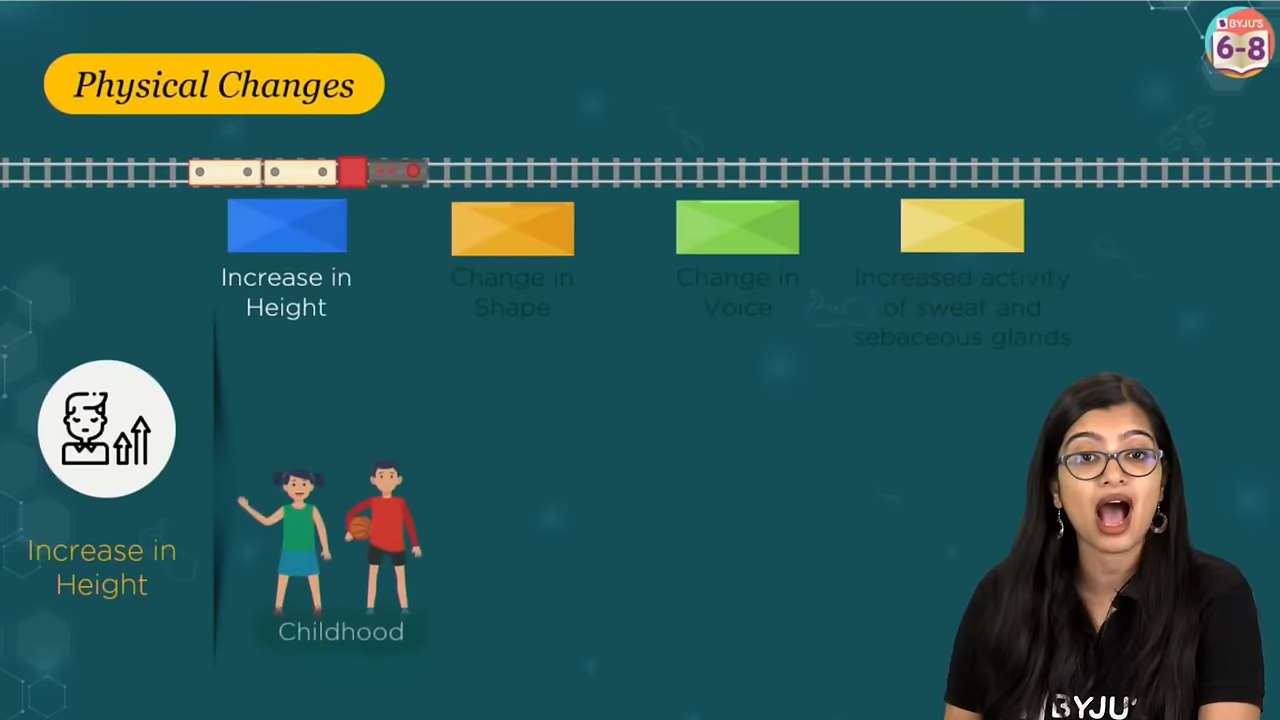 BYJU'S
6-8
Physical Changes
Increase in
Height
Change in
Shape
Change in
Voice
Increased activity
of sweat and
sebaceous glands
Increase in
Height
Childhood
BYJU'